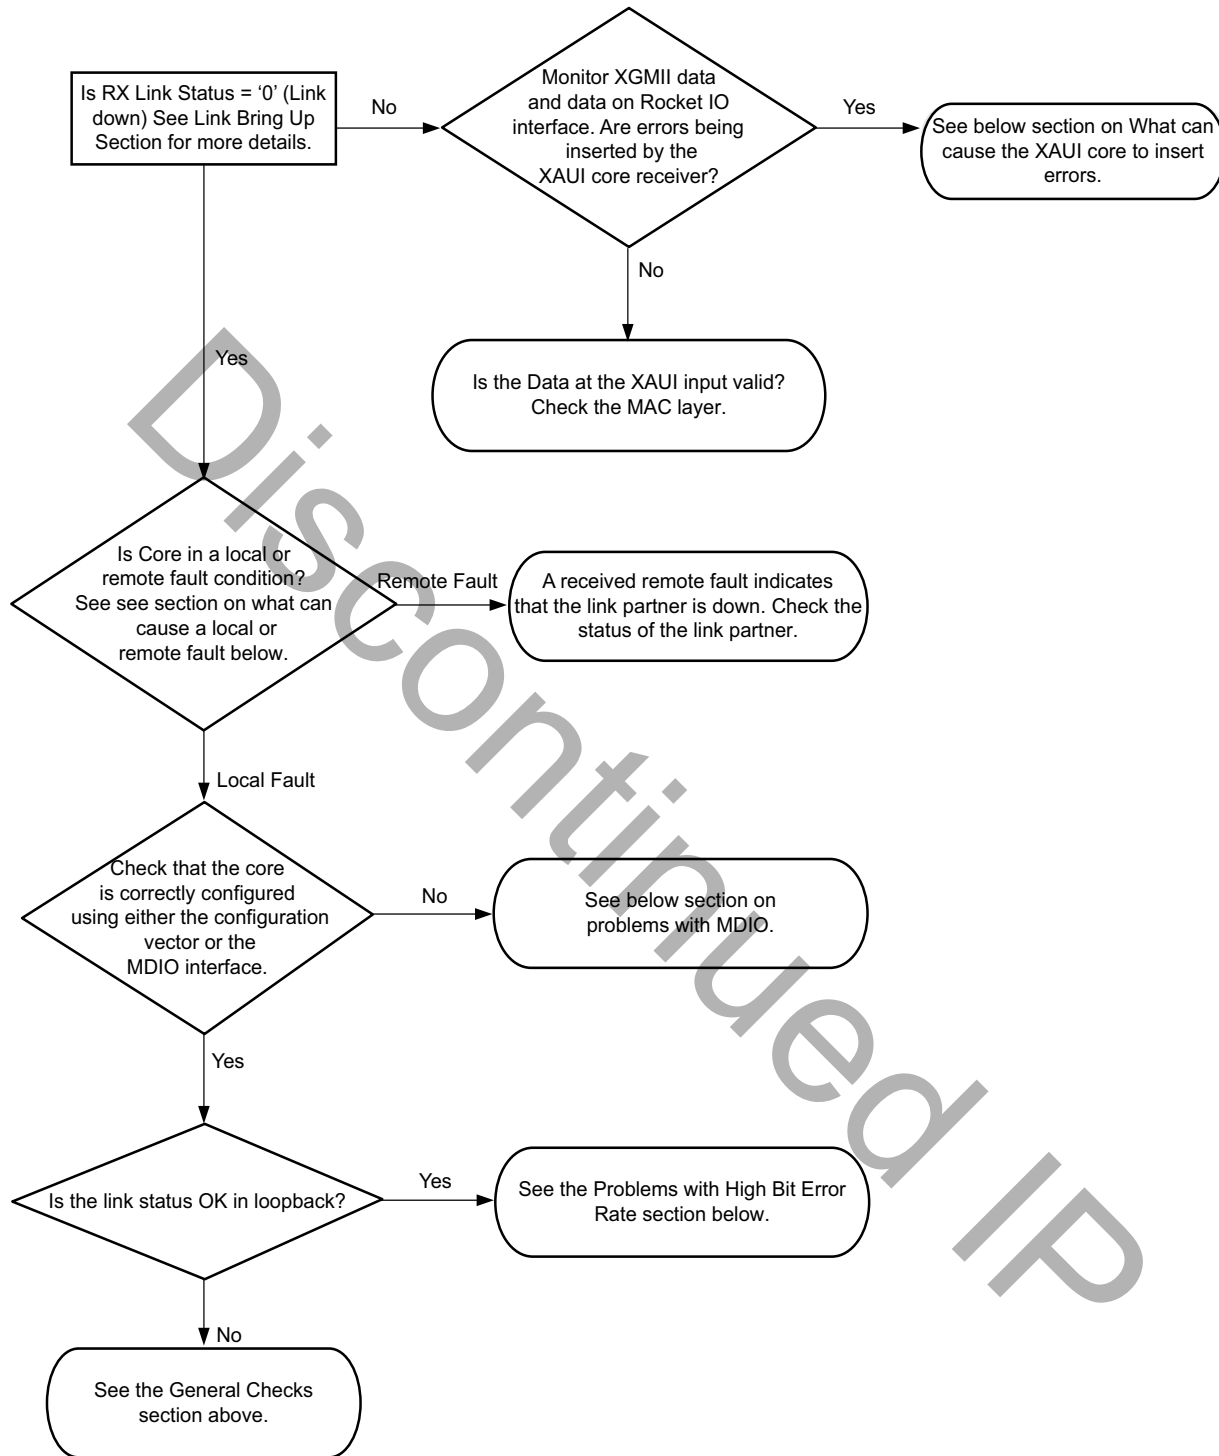 Is RX Link Status = ‘0’ (Link
down) See Link Bring Up
Section for more details.
No
Monitor XGMII data
and data on Rocket IO
interface. Are errors being
inserted by the
XAUI core receiver?
Yes
See below section on What can
cause the XAUI core to insert
errors.
No
Is the Data at the XAUI input valid?
Check the MAC layer.
Yes
Is Core in a local or
remote fault condition?
See see section on what can
cause a local or
remote fault below.
Remote Fault
A received remote fault indicates
that the link partner is down. Check the
status of the link partner.
Local Fault
Check that the core
is correctly configured
using either the configuration
vector or the
MDIO interface.
No
See below section on
problems with MDIO.
Yes
Is the link status OK in loopback?
Yes
See the Problems with High Bit Error
Rate section below.
No
See the General Checks
section above.
Discontinued IP